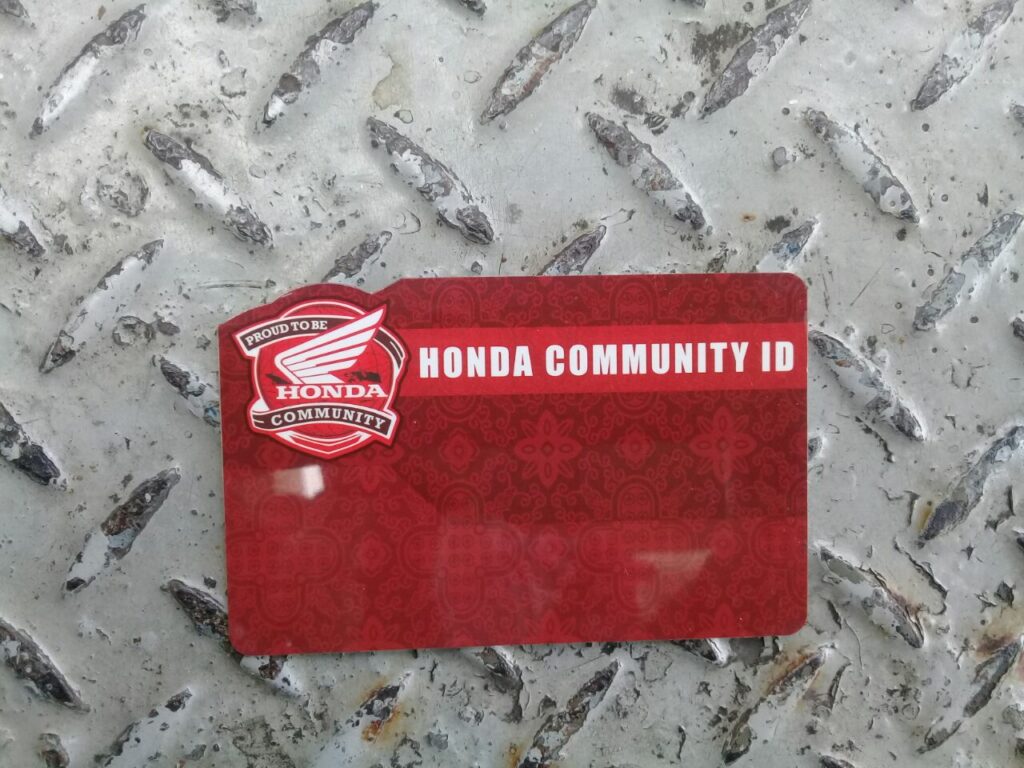 PROUD TO BE
HONDA
COMMUNITY
HONDA COMMUNITY ID